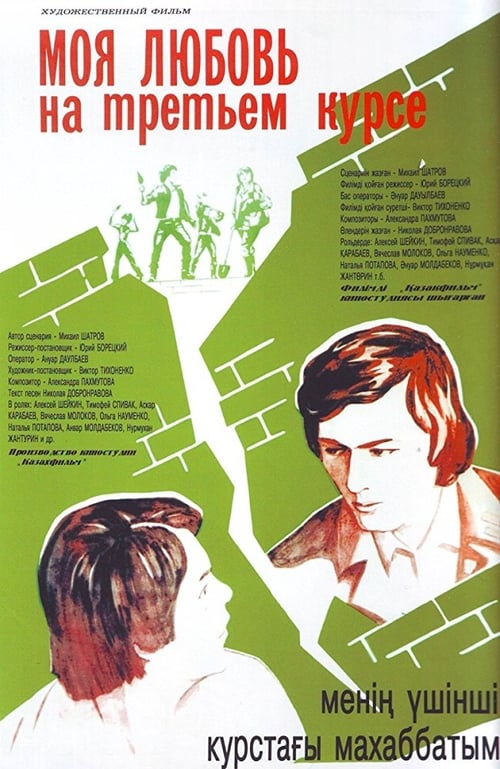 ХУДОЖЕСТВЕННЫЙ ФИЛЬМ
МОЯ ЛЮБОВЬ
на третьем курсе
Сценарийн жазған - Михаил ШАТРОВ
Фильмді қойған режиссер - Юрий БОРЕЦКИЙ
Бас операторы - Әнуар ДАУЫЛБАЕВ
Фильмді қойған суретші- Виктор ТИХОНЕНКО
Композиторы - Александра ПАХМУТОВА
Өлеңдерін жазған - Николая ДОБРОНРАВОВА
Рольдерде: Алексей ШЕЙКИН, Тимофей СПИВАК, Асқар
КАРАБАЕВ, Вячеслав МОЛОКОВ, Ольга НАУМЕНКО,
Наталья ПОТАПОВА, Әнуар МОЛДАБЕКОВ, Нурмукан
ЖАНТӨРИН т.б.
Фильмді „Қазақфильм"
киностудиясы шығарған
Автор сценария - Михаил ШАТРОВ
Режиссер-постановщик - Юрий БОРЕЦКИЙ
Оператор - Ануар ДАУЛБАЕВ
Художник-постановщик - Виктор ТИХОНЕНКО
Композитор - Александра ПАХМУТОВА
Текст песен Николая ДОБРОНРАВОВА
В ролях: Алексей ШЕЙКИН, Тимофей СПИВАК, Аскар
КАРАБАЕВ, Вячеслав МОЛОКОВ, Ольга НАУМЕНКО,
Наталья ПОТАПОВА, Анвар МОЛДАБЕКОВ, Нурмухан
ЖАНТУРИН и др.
Производство киностудии
„Казахфильм"
менің үшінші
курстағы махаббатым